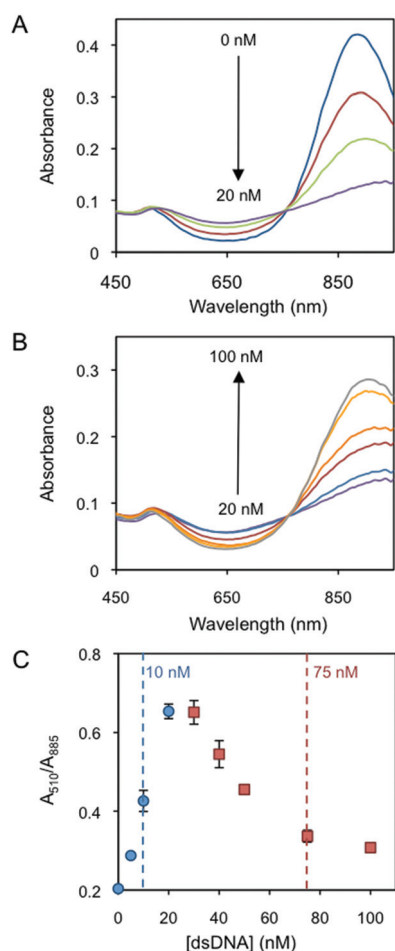 A
0.4
0.3
0.2
0.1
0
Absorbance
0 nM
20 nM
450
650
850
Wavelength (nm)
B
0.3
0.2
0.1
0
Absorbance
100 nM
20 nM
450
650
850
Wavelength (nm)
C
0.8
0.6
0.4
0.2
A510/A885
10 nM
75 nM
0
20
40
60
80
100
[dsDNA] (nM)